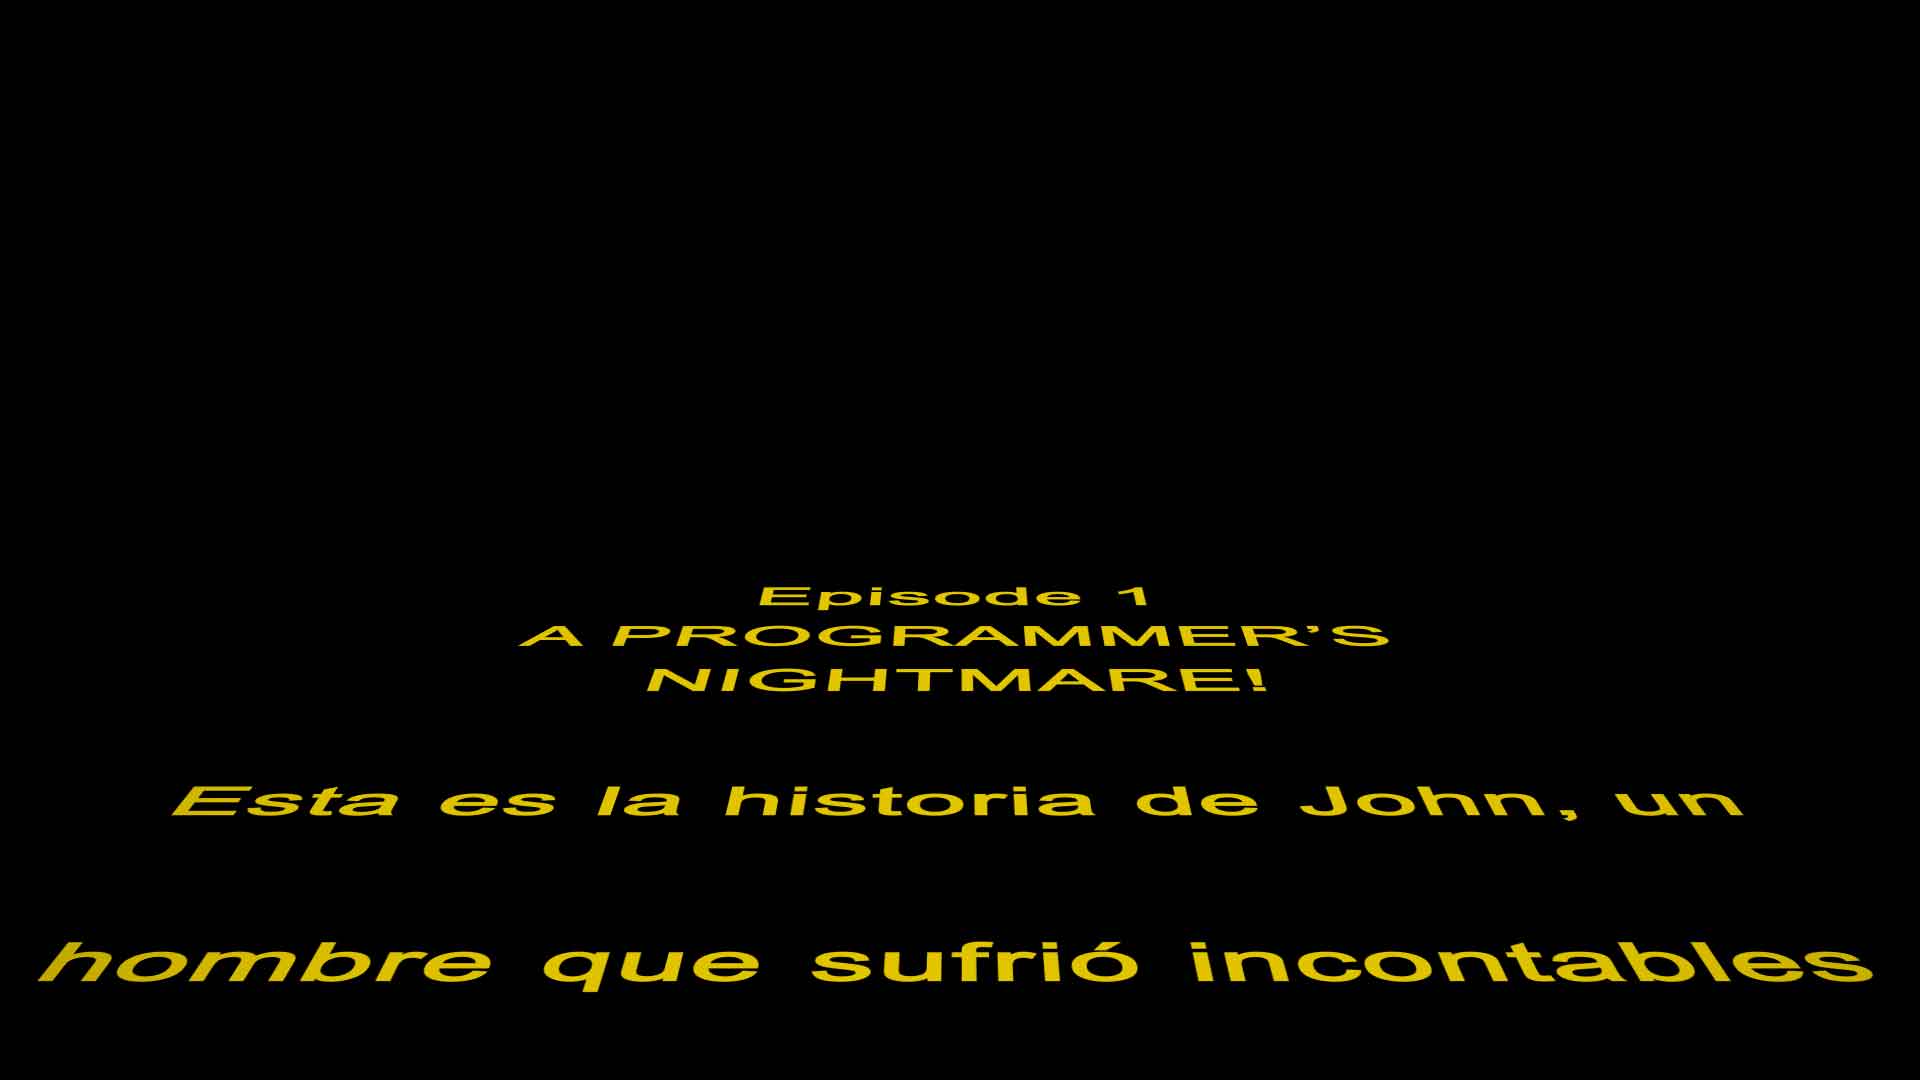 Episode 1
A PROGRAMMER’S
NIGHTMARE!
Esta es la historia de John, un
hombre que sufrió incontables